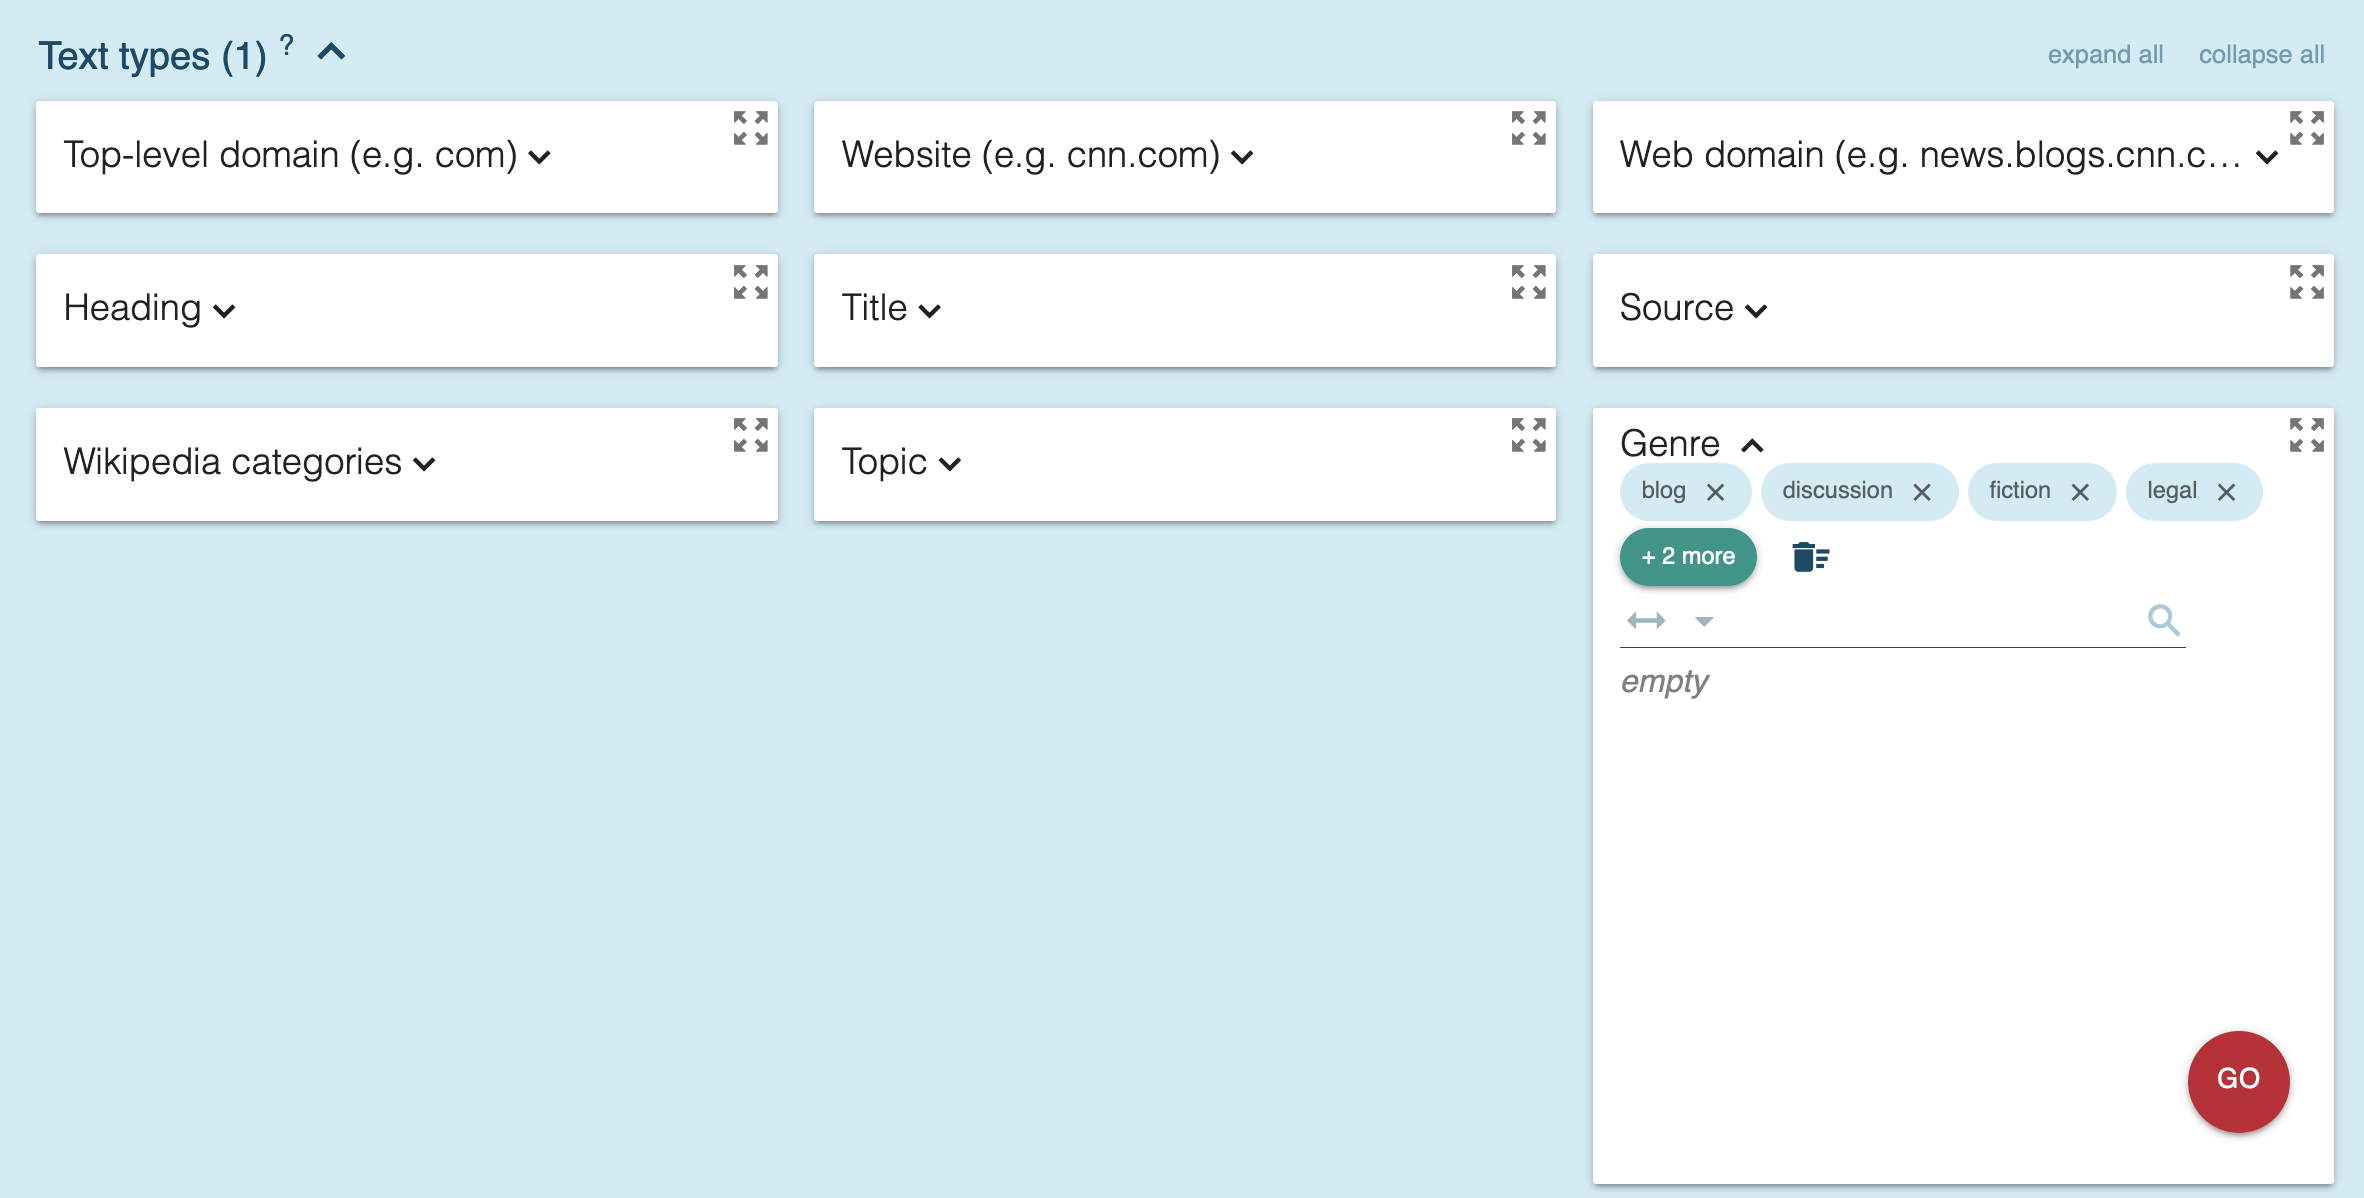 Text types (1) ?
expand all collapse all
Top-level domain (e.g. com)
Website (e.g. cnn.com)
Web domain (e.g. news.blogs.cnn.c...
Heading
Title
Source
Wikipedia categories
Topic
Genre
blog discussion fiction legal
+ 2 more
empty
GO